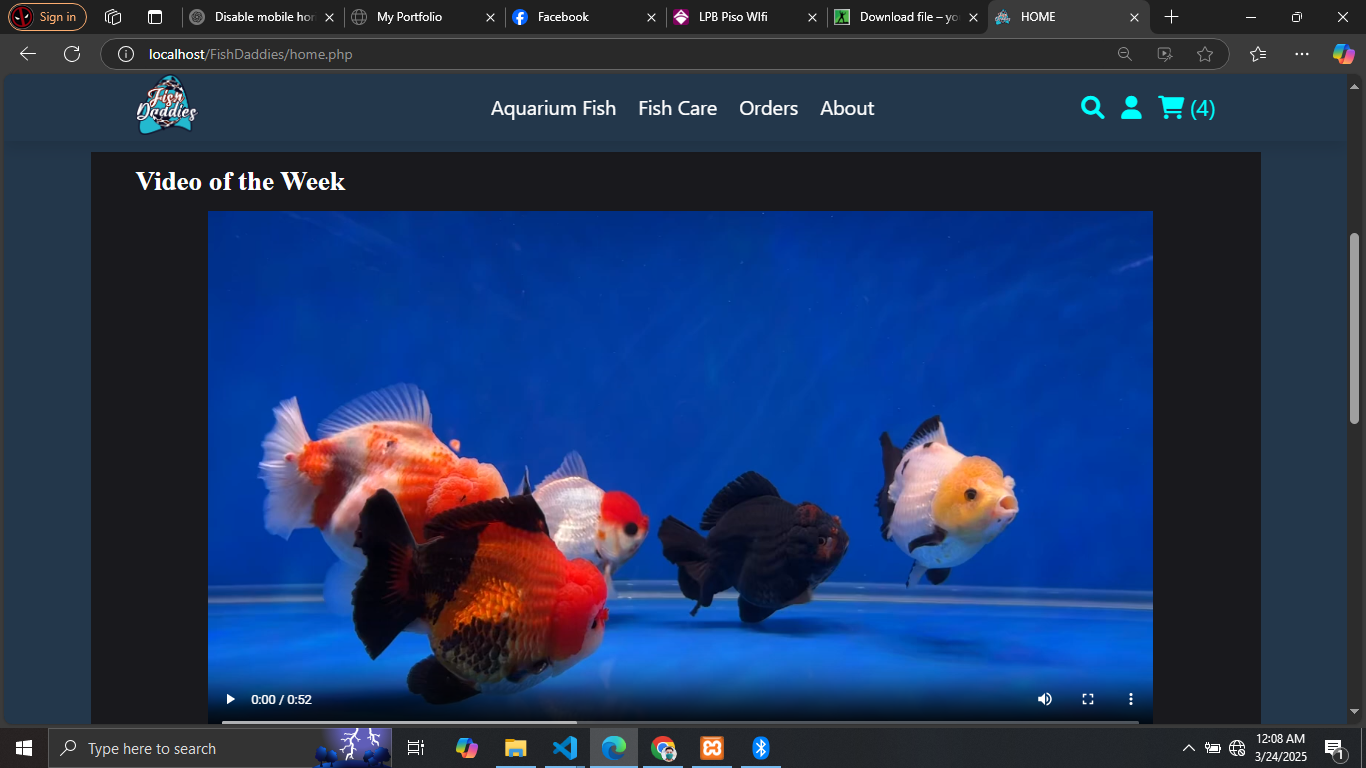 Sign in
Disable mobile hor
My Portfolio
Facebook
LPB Piso WIfi
Download file – yo
HOME
localhost/FishDaddies/home.php
Fish
Daddies
Aquarium Fish
Fish Care
Orders
About
(4)
Video of the Week
0:00 / 0:52
Type here to search
12:08 AM
3/24/2025
1